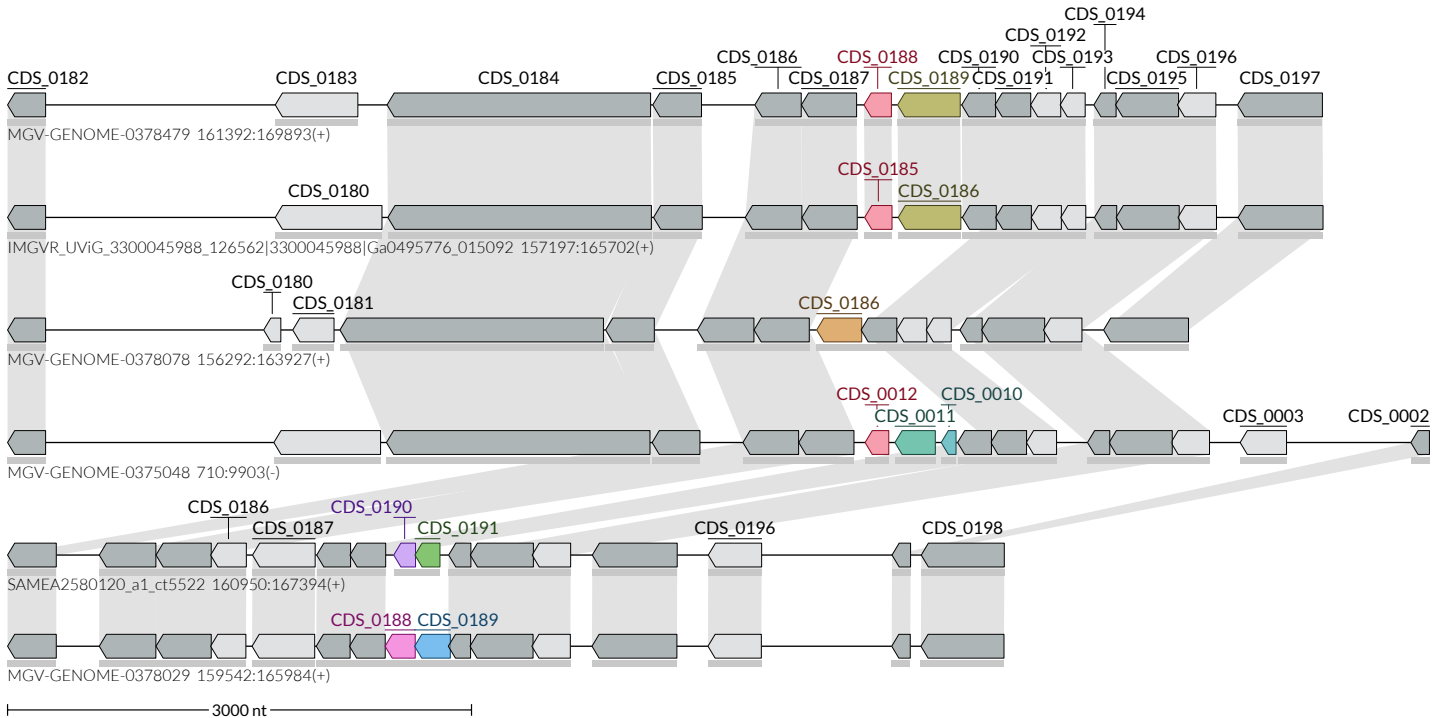 CDS_0194
CDS_0192
CDS_0186 CDS_0188 CDS_0190 CDS_0193 CDS_0196
CDS_0182 CDS_0183 CDS_0184 CDS_0185 CDS_0187 CDS_0189 CDS_0191 CDS_0195 CDS_0197
MGV-GENOME-0378479 161392:169893(+)
CDS_0185
CDS_0180 CDS_0186
IMGVR_UViG_3300045988_126562|3300045988|Ga0495776_015092 157197:165702(+)
CDS_0180
CDS_0181 CDS_0186
MGV-GENOME-0378078 156292:163927(+)
CDS_0012 CDS_0010
CDS_0011 CDS_0003 CDS_0002
MGV-GENOME-0375048 710:9903(-)
CDS_0186 CDS_0190
CDS_0187 CDS_0191 CDS_0196 CDS_0198
SAMEA2580120_a1_ct5522 160950:167394(+)
CDS_0188 CDS_0189
MGV-GENOME-0378029 159542:165984(+)
3000 nt